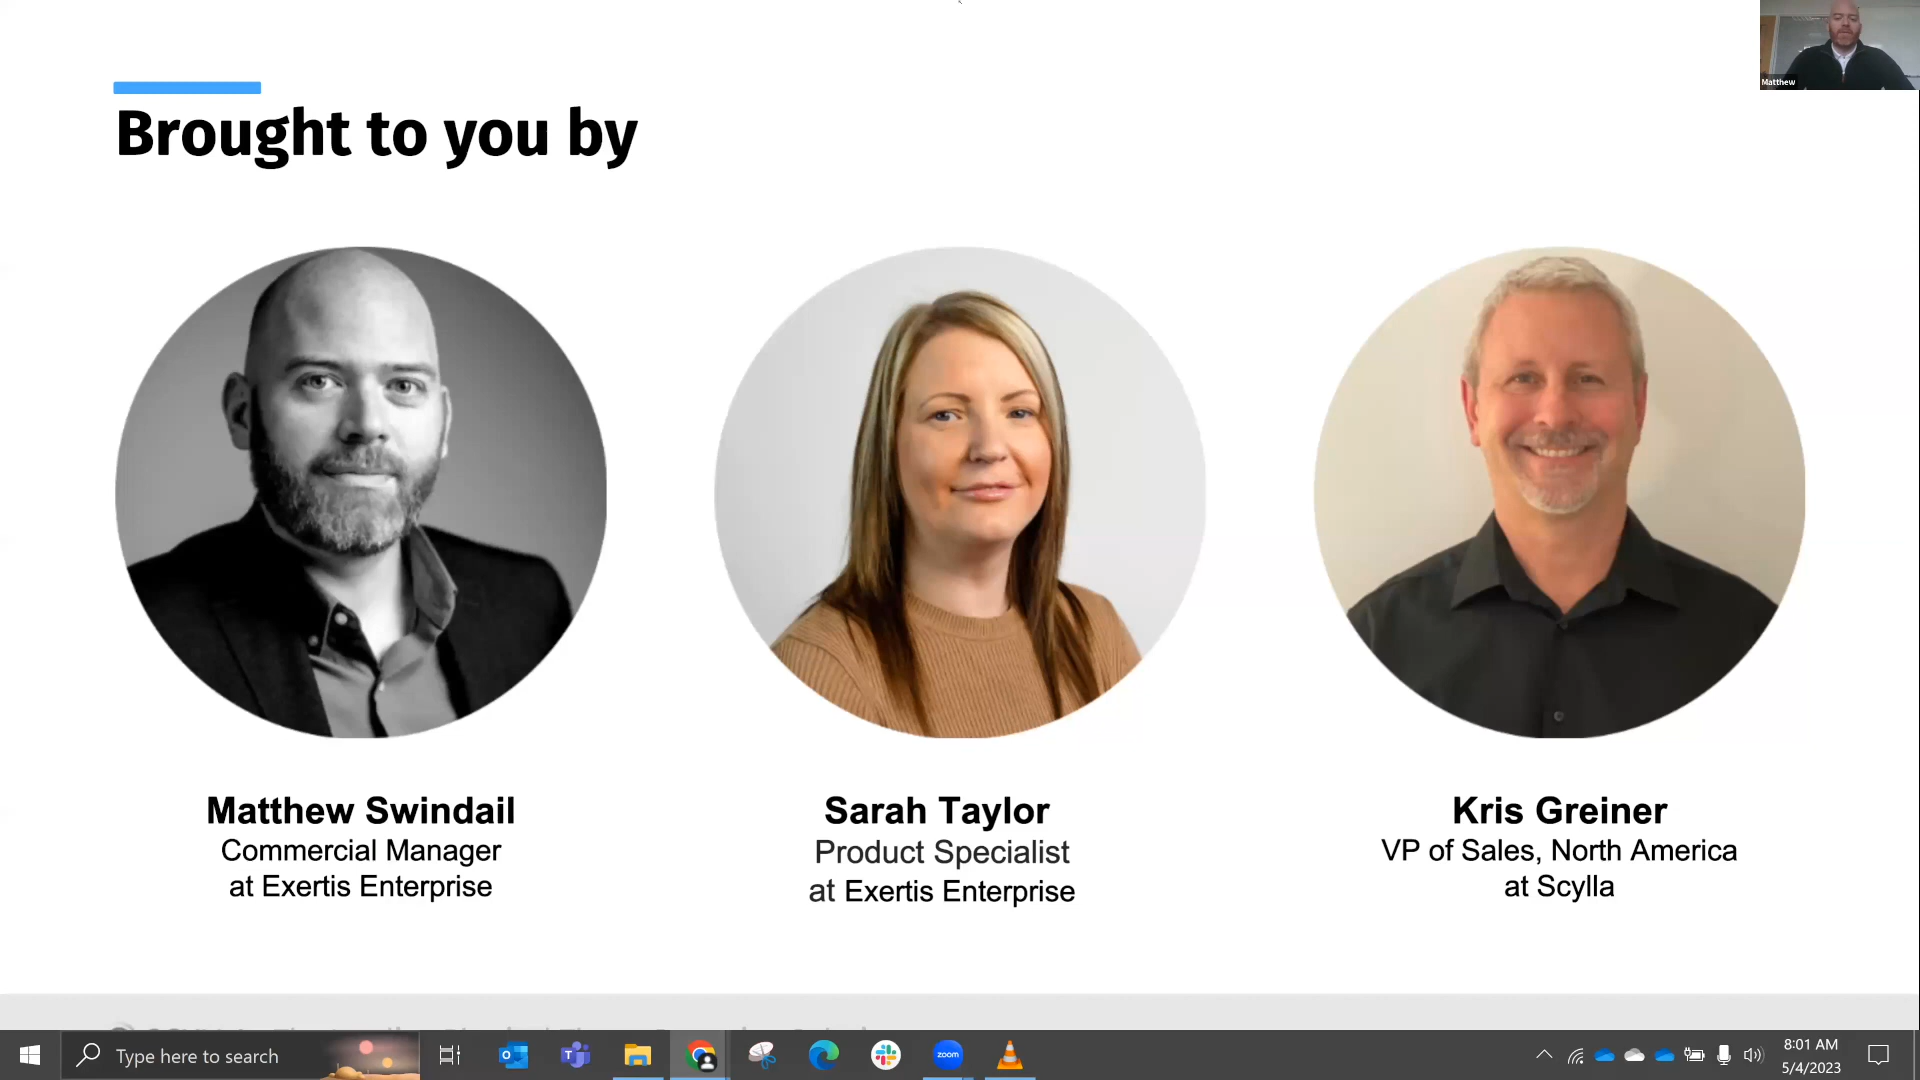 Matthew
Brought to you by
Matthew Swindail
Commercial Manager
at Exertis Enterprise
Sarah Taylor
Product Specialist
at Exertis Enterprise
Kris Greiner
VP of Sales, North America
at Scylla
Type here to search
zoom
8:01 AM
5/4/2023